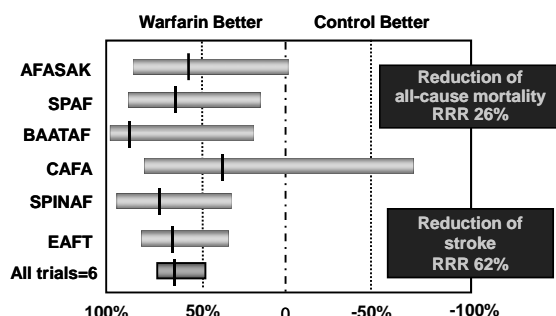 Warfarin Better Control Better
AFASAK
SPAF
BAATAF
CAFA
SPINAF
EAFT
All trials=6
Reduction of
all-cause mortality
RRR 26%
Reduction of
stroke
RRR 62%
100% 50% 0 -50% -100%